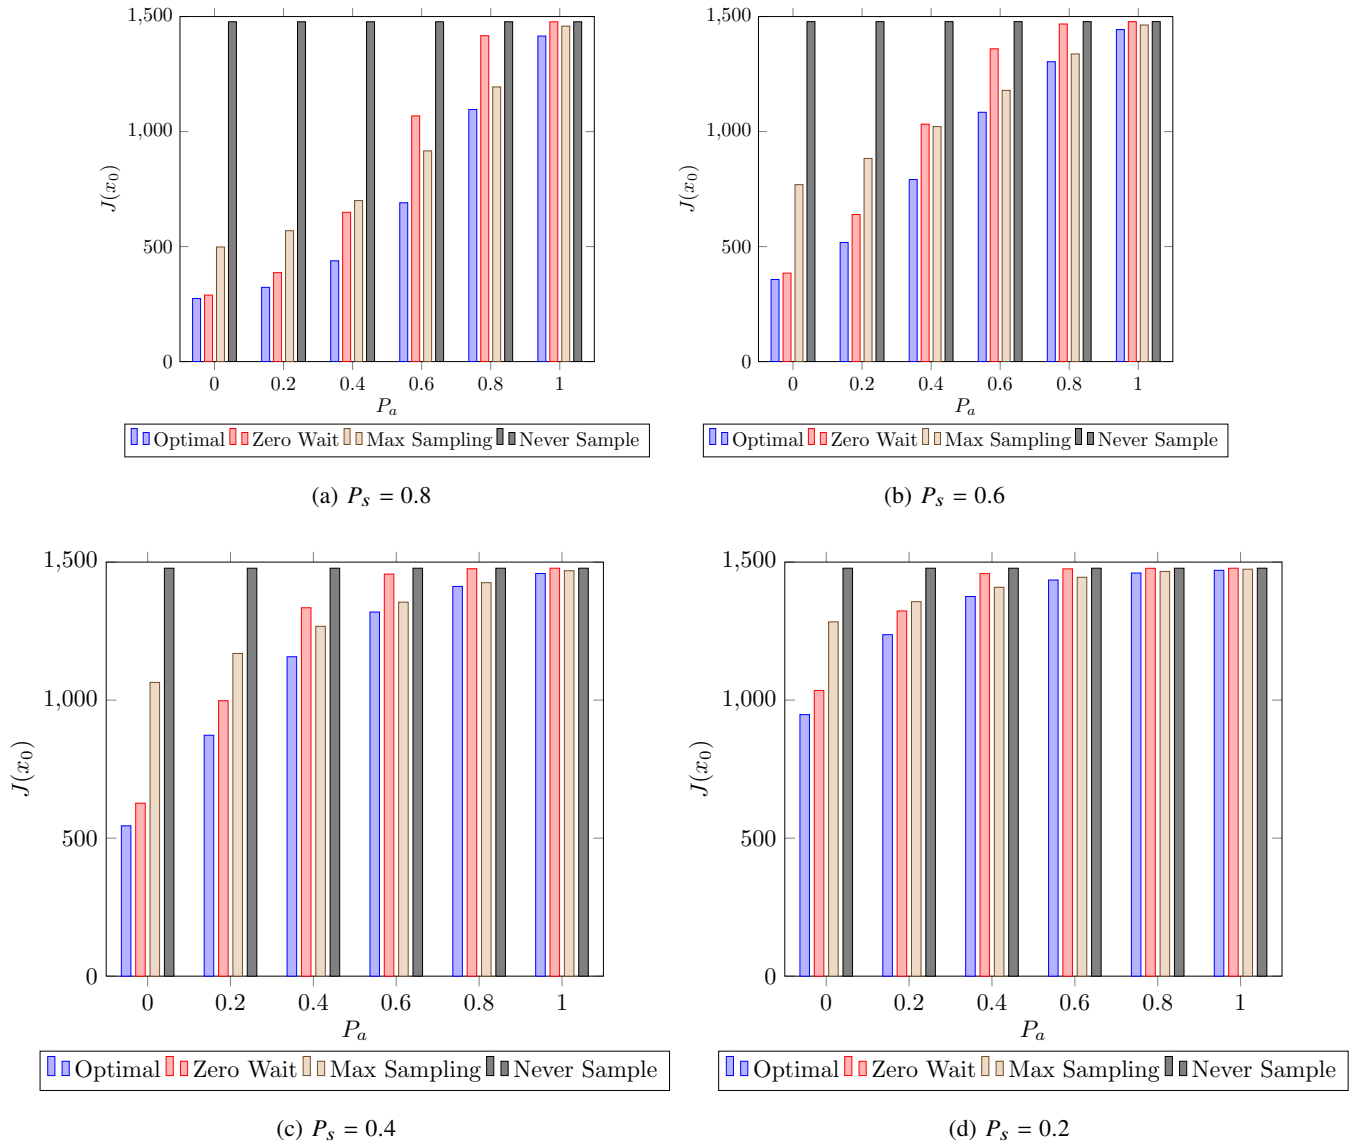 1,500
1,000
500
0
J(x₀)
0 0.2 0.4 0.6 0.8 1
Pₐ
Optimal Zero Wait Max Sampling Never Sample
(a) Pₛ = 0.8
1,500
1,000
500
0
J(x₀)
0 0.2 0.4 0.6 0.8 1
Pₐ
Optimal Zero Wait Max Sampling Never Sample
(b) Pₛ = 0.6
1,500
1,000
500
0
J(x₀)
0 0.2 0.4 0.6 0.8 1
Pₐ
Optimal Zero Wait Max Sampling Never Sample
(c) Pₛ = 0.4
1,500
1,000
500
0
J(x₀)
0 0.2 0.4 0.6 0.8 1
Pₐ
Optimal Zero Wait Max Sampling Never Sample
(d) Pₛ = 0.2